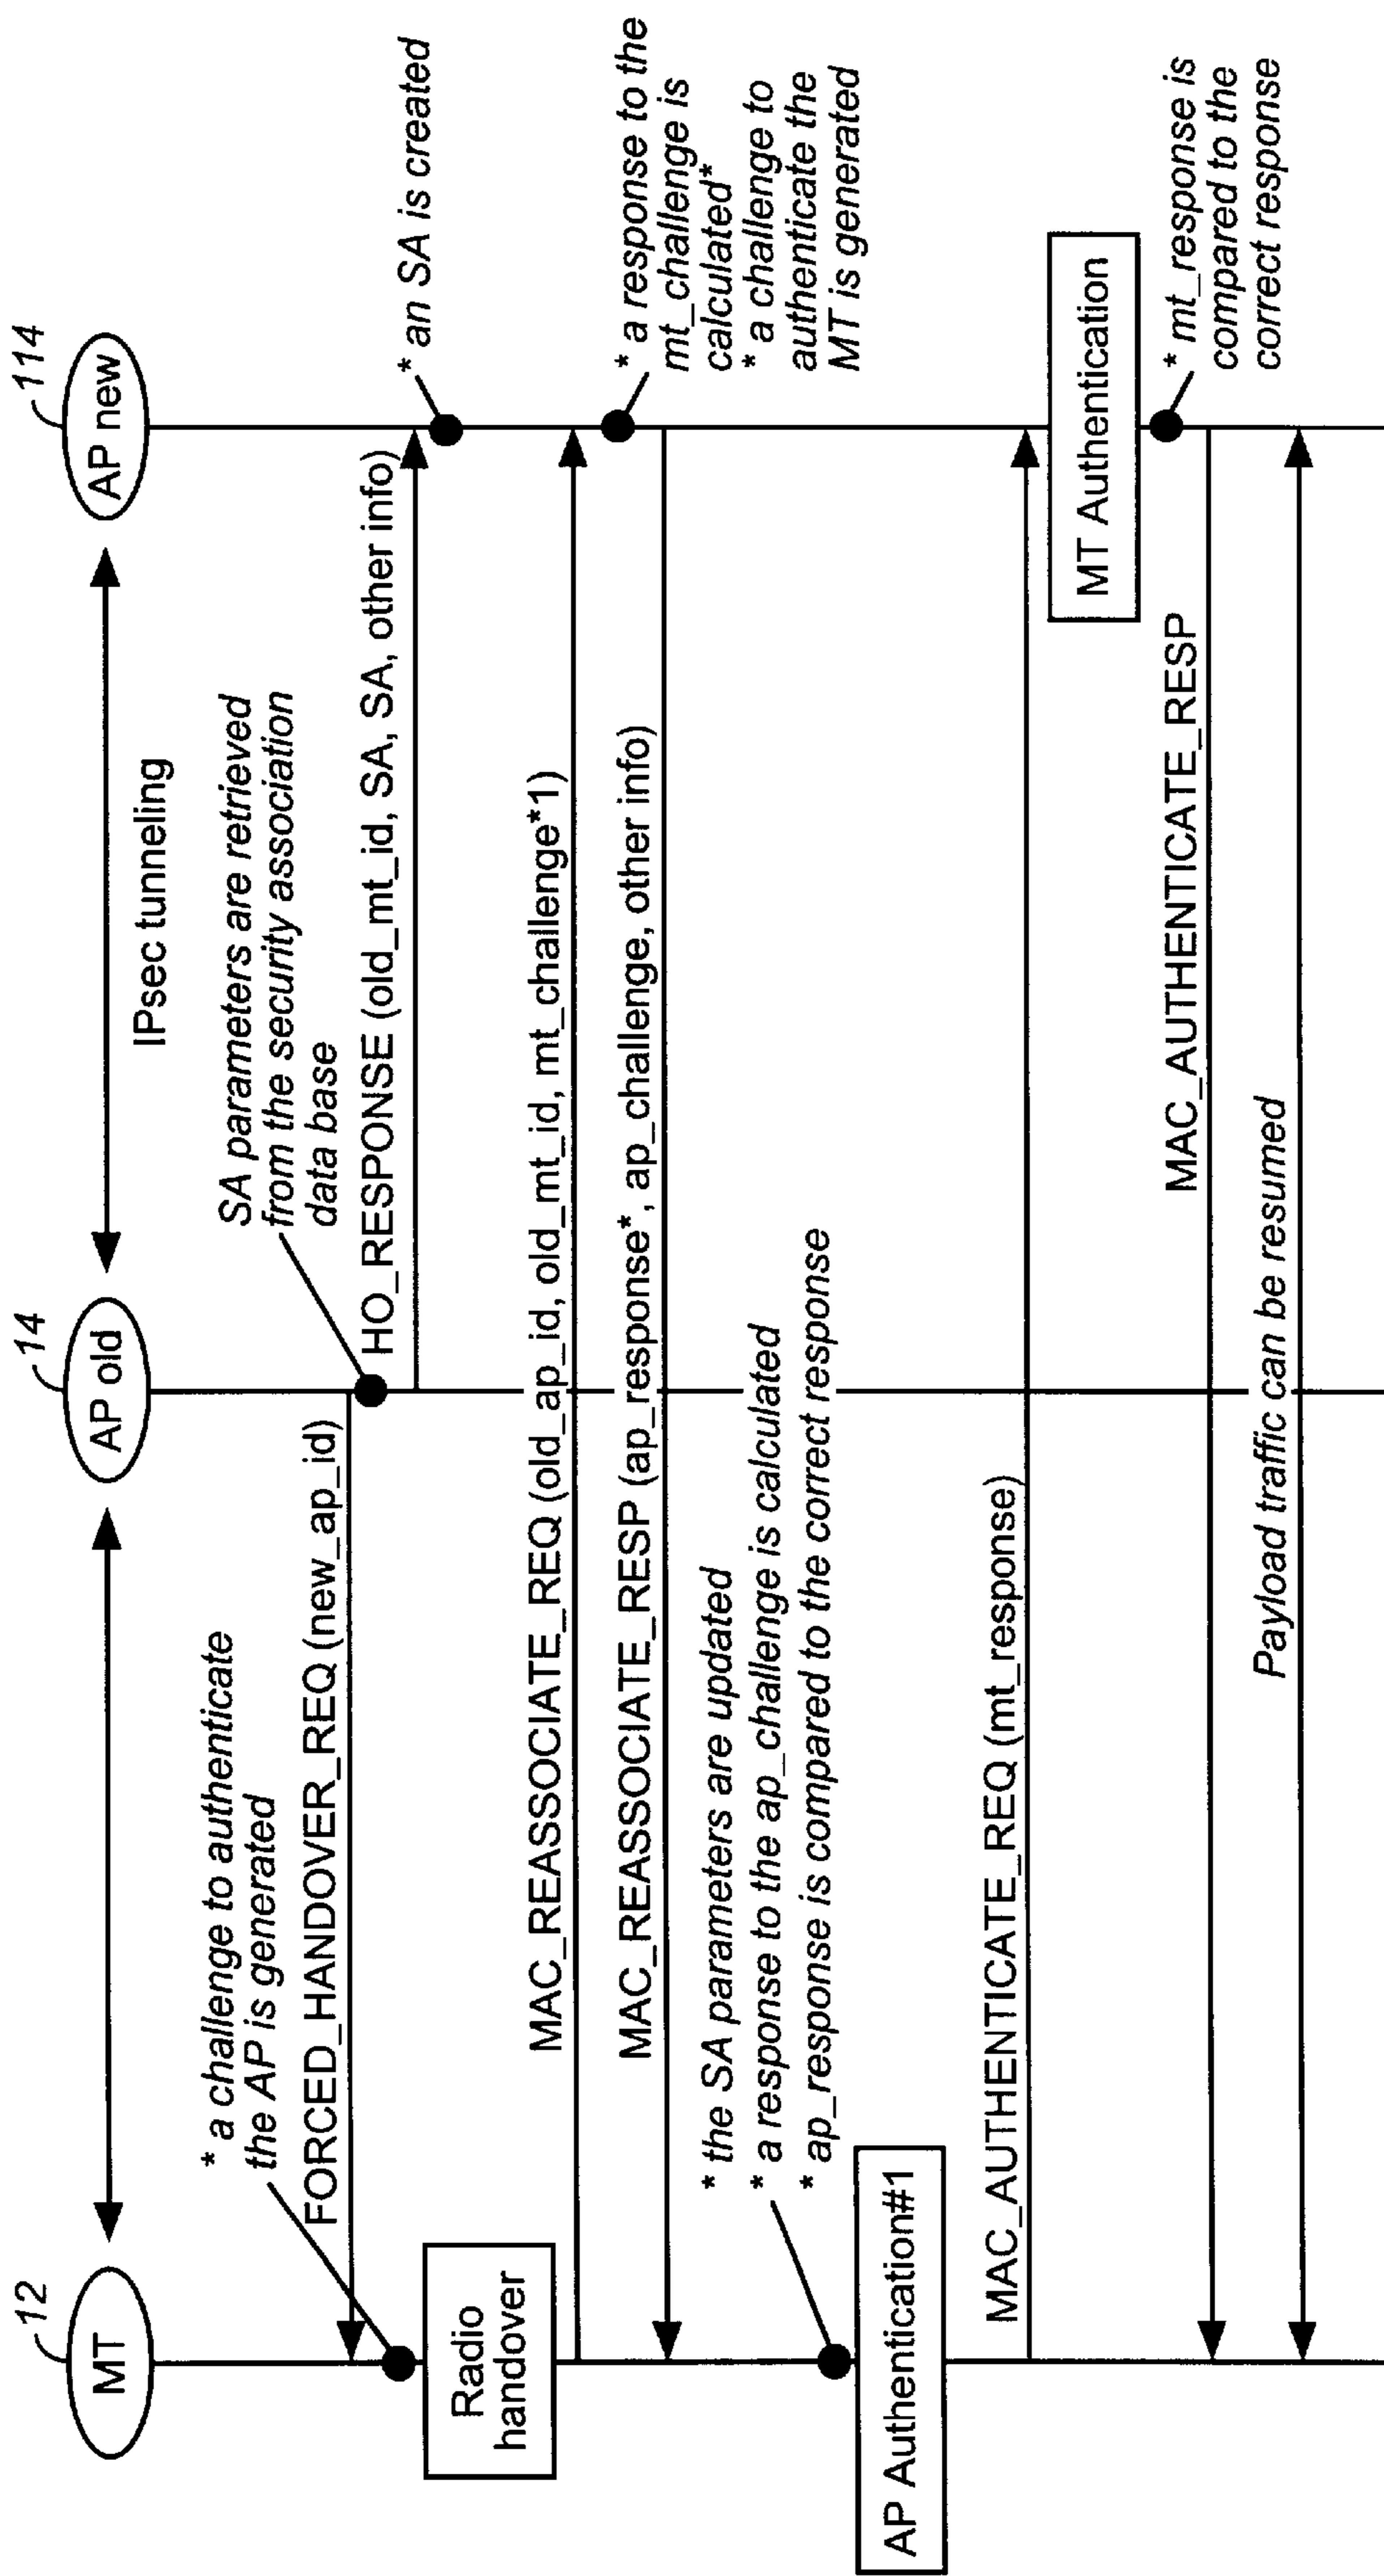 12
MT
14
AP old
114
AP new
IPsec tunneling
* a challenge to authenticate
the AP is generated
SA parameters are retrieved
from the security association
data base
FORCED_HANDOVER_REQ (new_ap_id)
HO_RESPONSE (old_mt_id, SA, SA, other info)
* an SA is created
Radio
handover
MAC_REASSOCIATE_REQ (old_ap_id, old_mt_id, mt_challenge*1)
MAC_REASSOCIATE_RESP (ap_response*, ap_challenge, other info)
* a response to the
mt_challenge is
calculated*
* a challenge to
authenticate the
MT is generated
* the SA parameters are updated
* a response to the ap_challenge is calculated
* ap_response is compared to the correct response
AP Authentication#1
MAC_AUTHENTICATE_REQ (mt_response)
MT Authentication
MAC_AUTHENTICATE_RESP
* mt_response is
compared to the
correct response
Payload traffic can be resumed